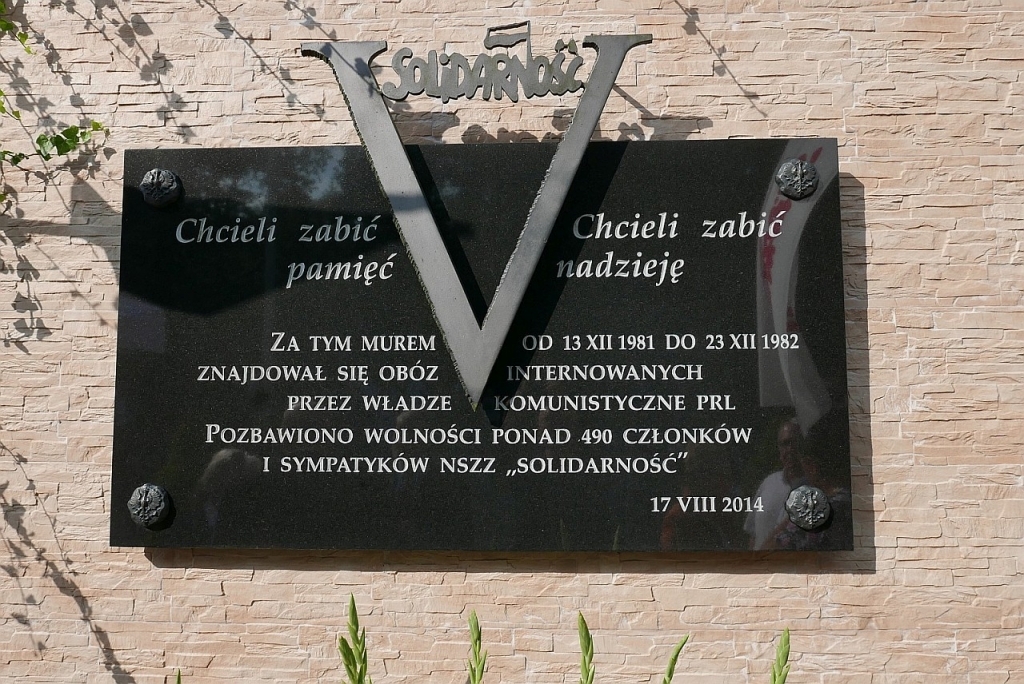 SOLIDARNOŚĆ
Chcieli zabić Chcieli zabić
pamięć nadzieję
ZA TYM MUREM OD 13 XII 1981 DO 23 XII 1982
ZNAJDOWAŁ SIĘ OBÓZ INTERNOWANYCH
PRZEZ WŁADZE KOMUNISTYCZNE PRL
POZBAWIONO WOLNOŚCI PONAD 490 CZŁONKÓW
I SYMPATYKÓW NSZZ „SOLIDARNOŚĆ”
17 VIII 2014